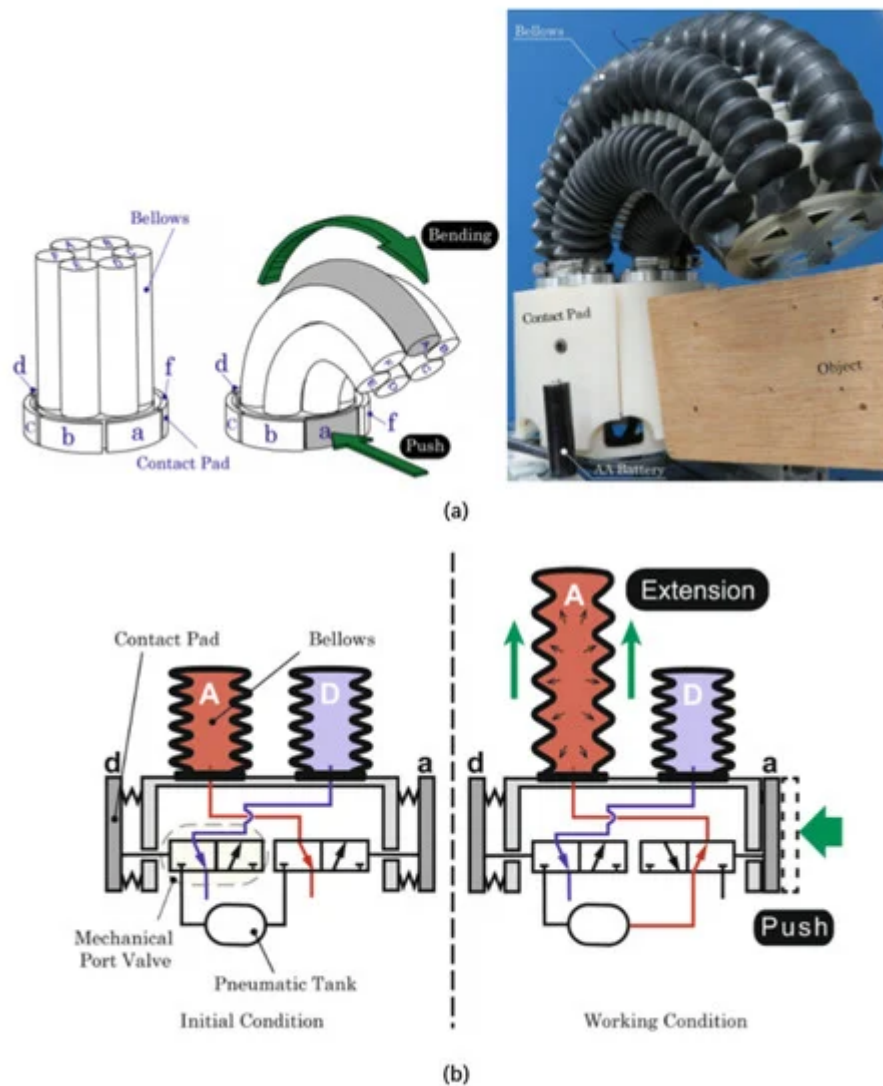 Bellows
Bending
Bellows
d
f
C
b
a
Contact Pad
d
b
a
f
Push
Contact Pad
Object
AA Battery
(a)
Contact Pad
Bellows
A
D
d
a
Mechanical
Port Valve
Pneumatic Tank
Initial Condition
A
Extension
D
d
a
Push
Working Condition
(b)